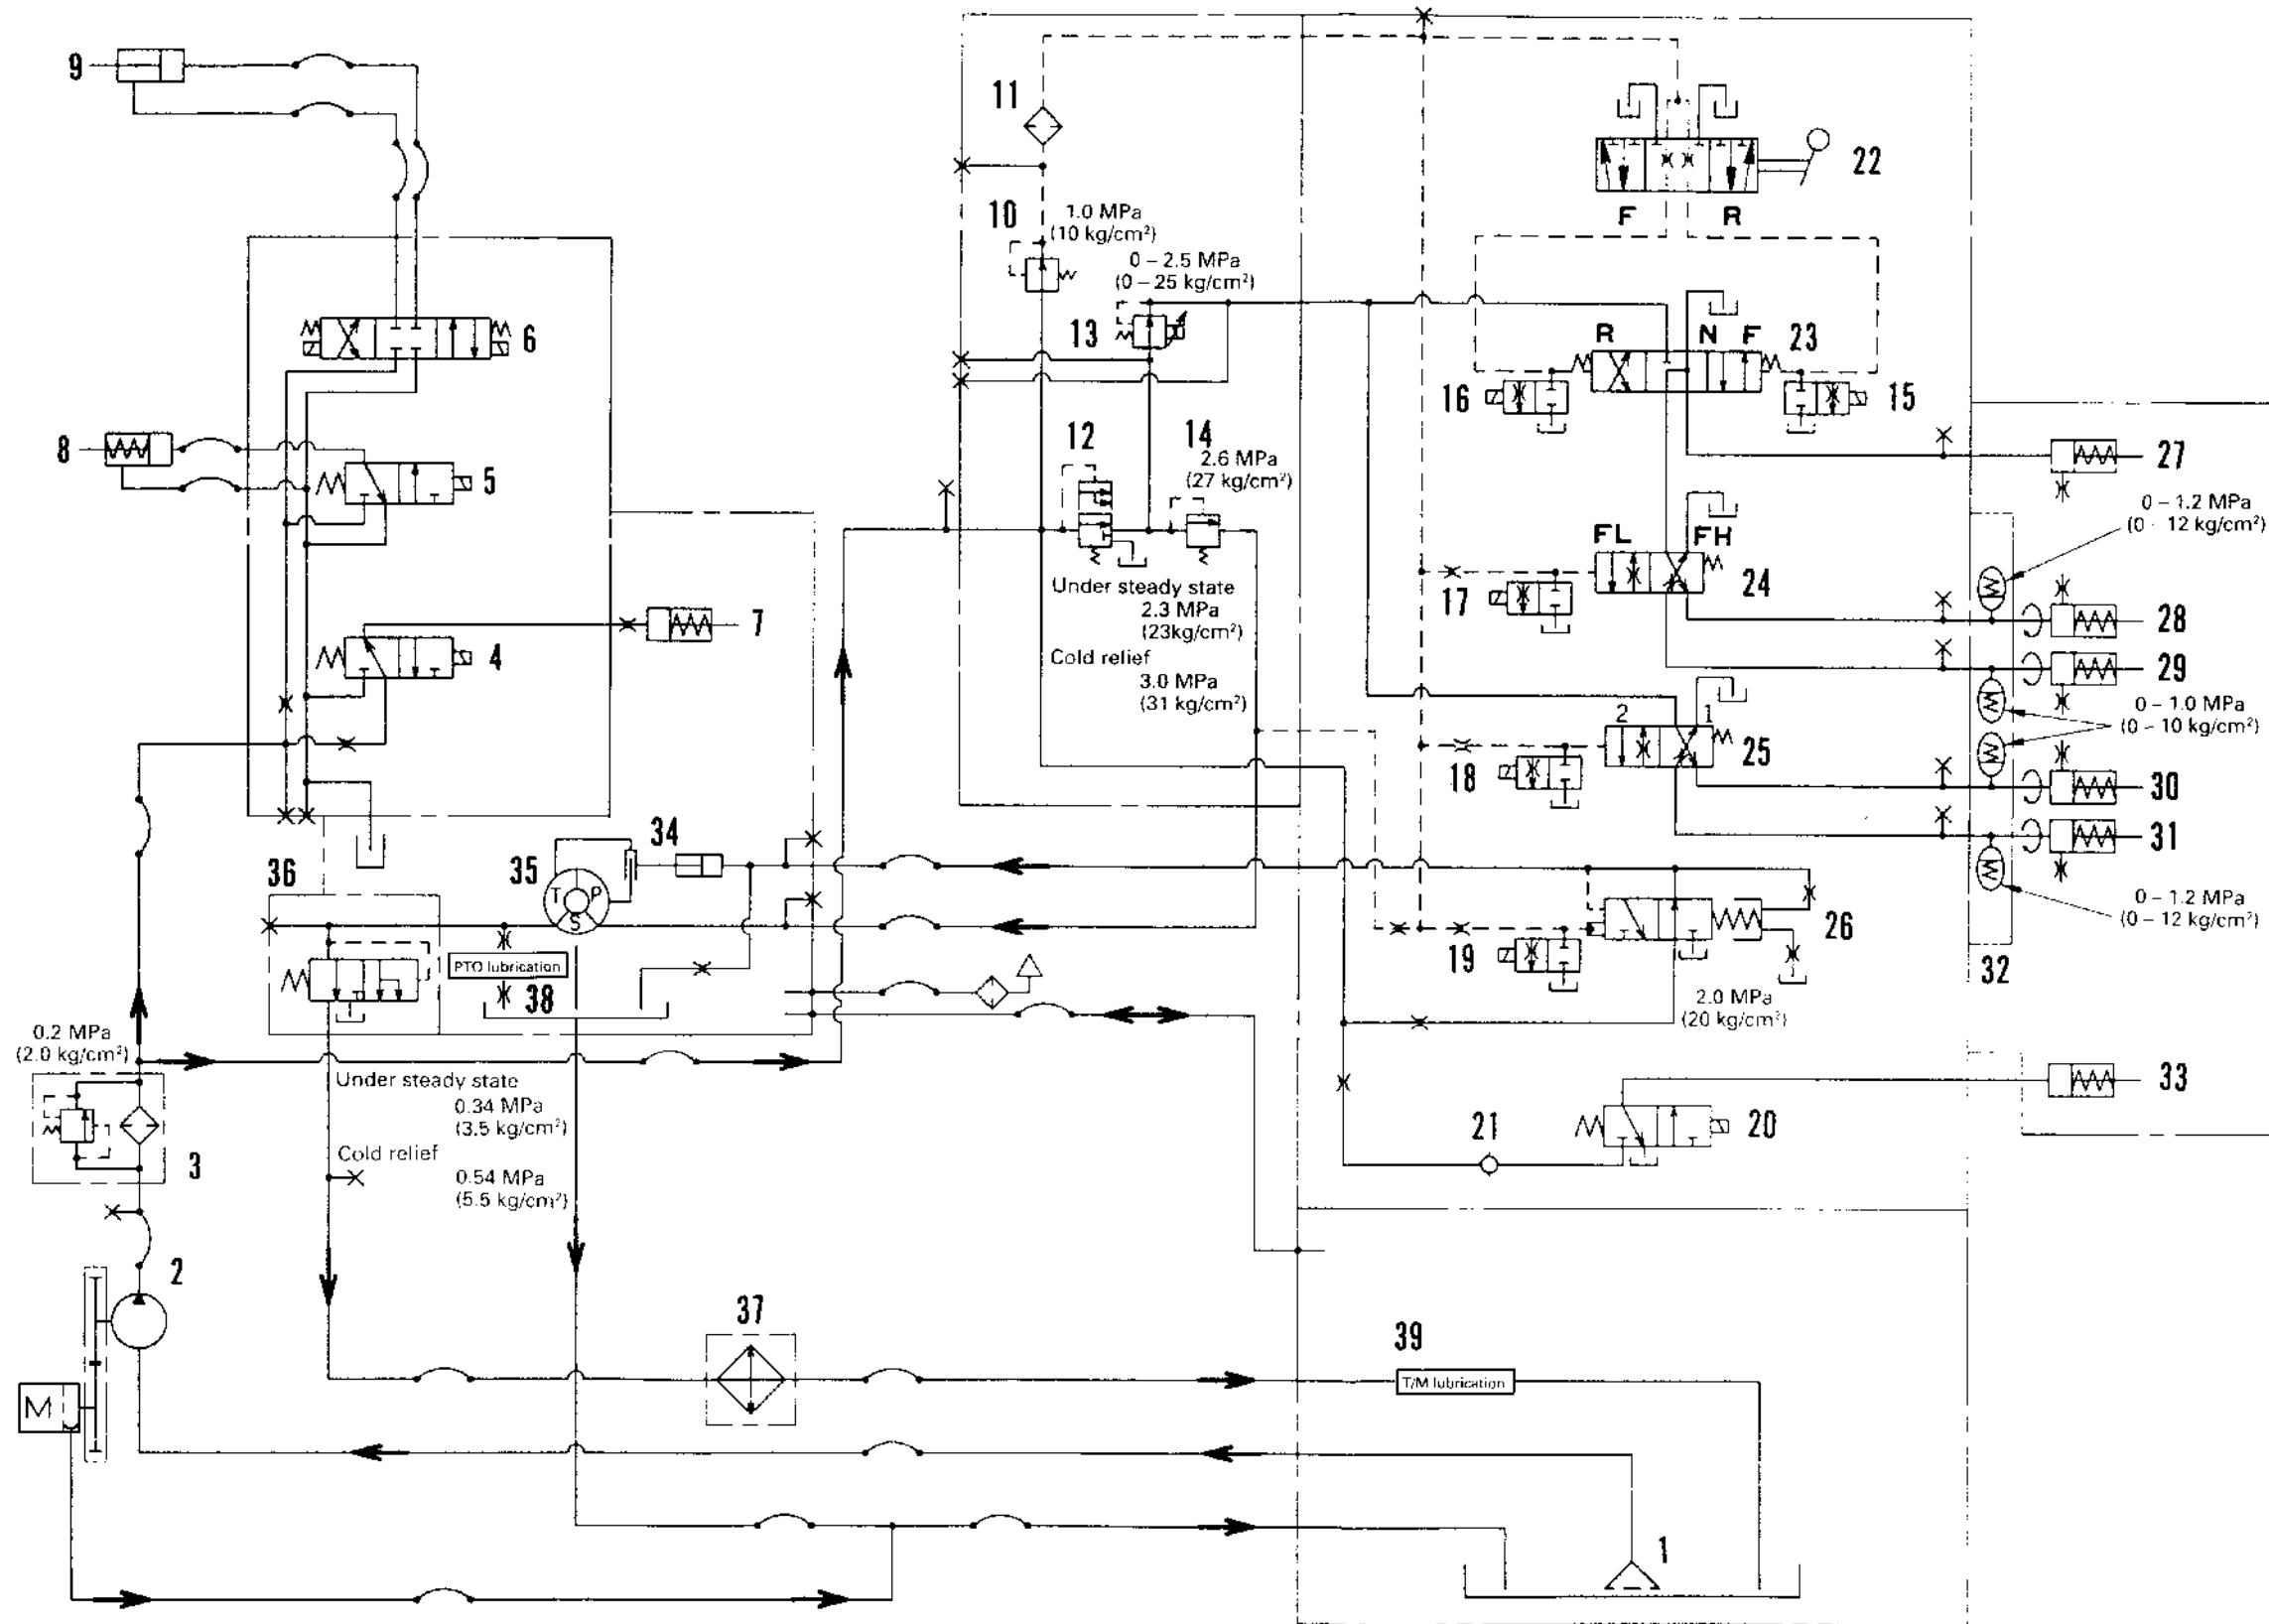 9
11
22
F R
10 1.0 MPa
(10 kg/cm²)
0 – 2.5 MPa
(0 – 25 kg/cm²)
6
13
R N F 23
16
15
8
5
12
14
2.6 MPa
(27 kg/cm²)
27
0 – 1.2 MPa
(0 - 12 kg/cm²)
FL FH
Under steady state
2.3 MPa
(23kg/cm²)
17
24
7
28
4
Cold relief
3.0 MPa
(31 kg/cm²)
29
0 – 1.0 MPa
(0 – 10 kg/cm²)
2 1
25
18
30
34
31
36
35
T P
S
0 – 1.2 MPa
(0 – 12 kg/cm²)
26
19
PTO lubrication
38
32
2.0 MPa
(20 kg/cm²)
0.2 MPa
(2.0 kg/cm²)
Under steady state
0.34 MPa
(3.5 kg/cm²)
33
21
20
Cold relief
0.54 MPa
(5.5 kg/cm²)
3
2
37
39
T/M lubrication
M
1